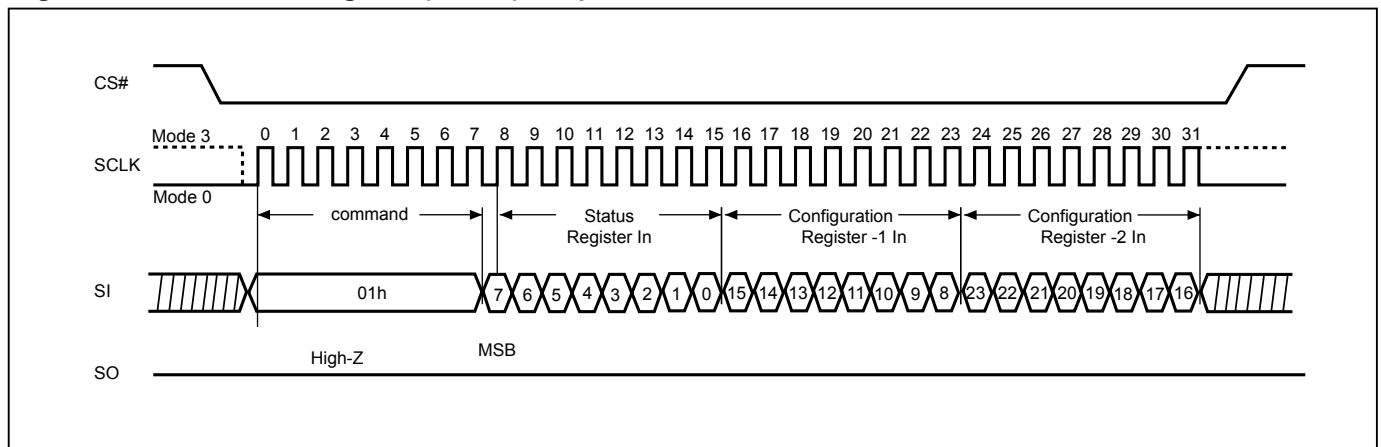 CS#
Mode 3
0 1 2 3 4 5 6 7 8 9 10 11 12 13 14 15 16 17 18 19 20 21 22 23 24 25 26 27 28 29 30 31
SCLK
Mode 0
command
Status
Register In
Configuration
Register -1 In
Configuration
Register -2 In
SI
01h
7 6 5 4 3 2 1 0 15 14 13 12 11 10 9 8 23 22 21 20 19 18 17 16
High-Z
MSB
SO